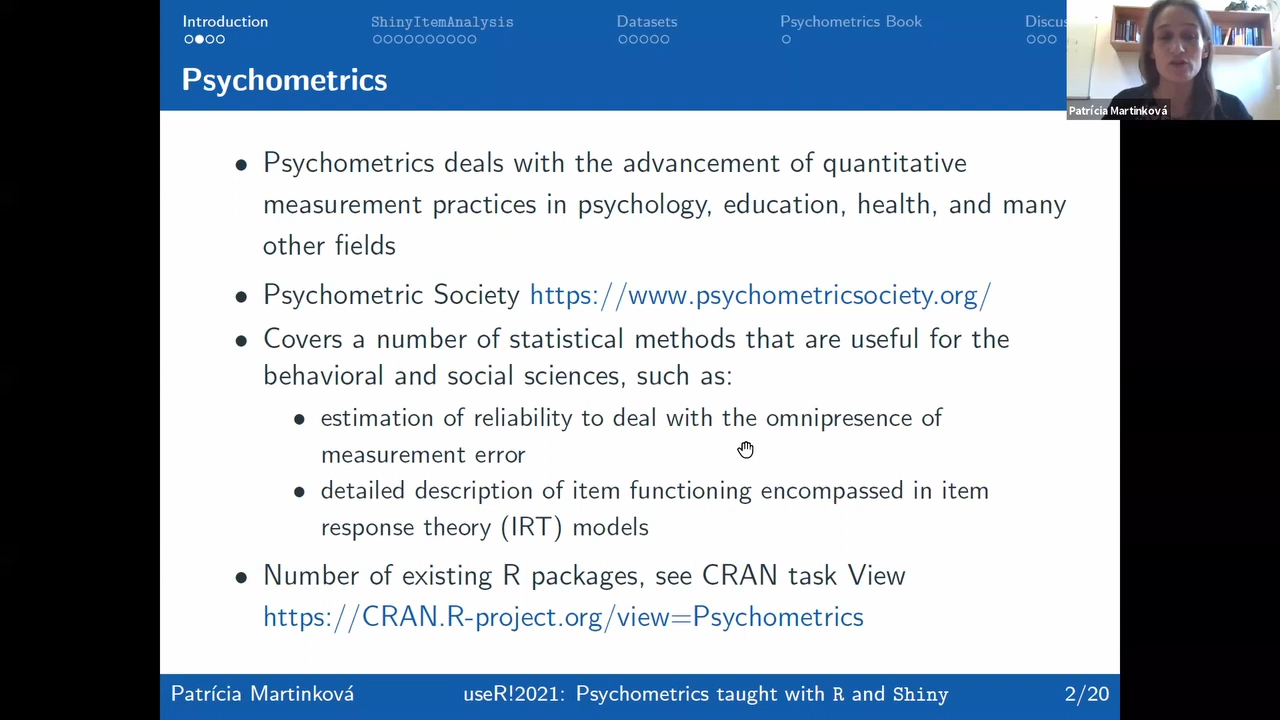 Introduction
ShinyItemAnalysis
Datasets
Psychometrics Book
Discus
Psychometrics
Patrícia Martinková
• Psychometrics deals with the advancement of quantitative
measurement practices in psychology, education, health, and many
other fields
• Psychometric Society https://www.psychometricsociety.org/
• Covers a number of statistical methods that are useful for the
behavioral and social sciences, such as:
• estimation of reliability to deal with the omnipresence of
measurement error
• detailed description of item functioning encompassed in item
response theory (IRT) models
• Number of existing R packages, see CRAN task View
https://CRAN.R-project.org/view=Psychometrics
Patrícia Martinková
useR!2021: Psychometrics taught with R and Shiny
2/20